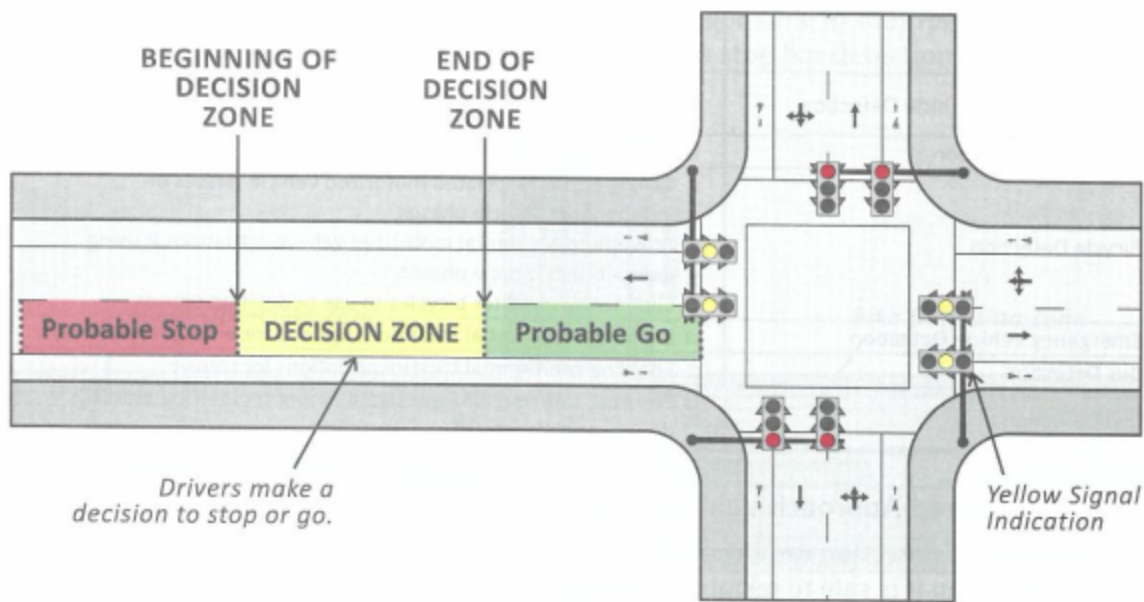 BEGINNING OF
DECISION
ZONE
END OF
DECISION
ZONE
Probable Stop
DECISION ZONE
Probable Go
Drivers make a
decision to stop or go.
Yellow Signal
Indication